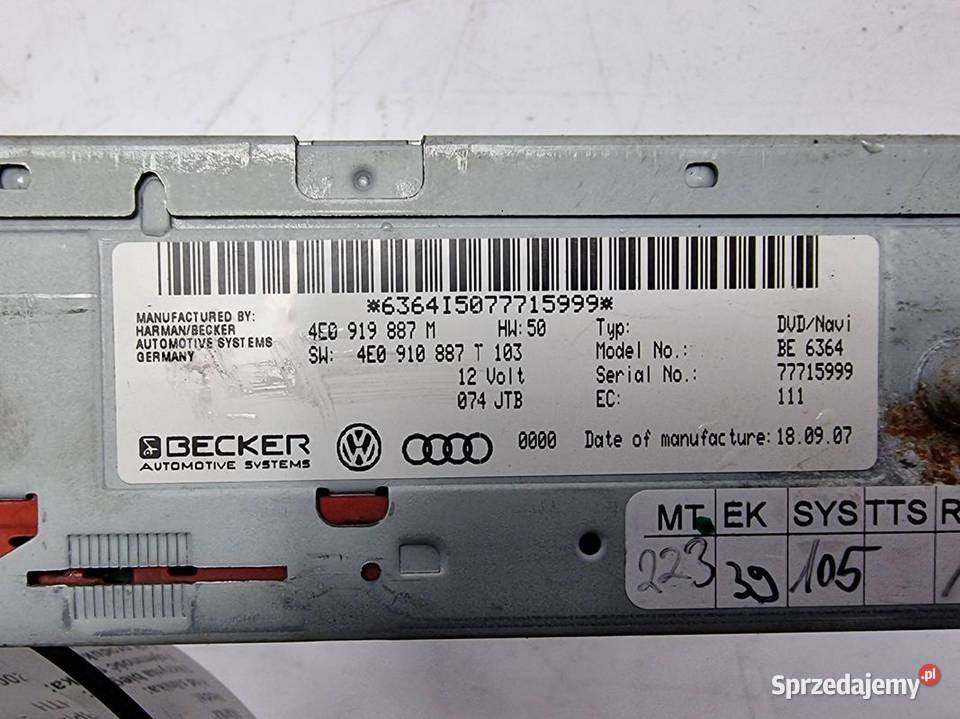 *6364I5077715999*
MANUFACTURED BY:
HARMAN/BECKER
AUTOMOTIVE SYSTEMS
GERMANY
4E0 919 887 M HW:50
SW: 4E0 910 887 T 103
12 Volt
074 JTB
Typ: DVD/Navi
Model No.: BE 6364
Serial No.: 77715999
EC: 111
BECKER
AUTOMOTIVE SYSTEMS
0000 Date of manufacture: 18.09.07
MT EK SYS TTS R
223 39 105
Sprzedajemy.pl